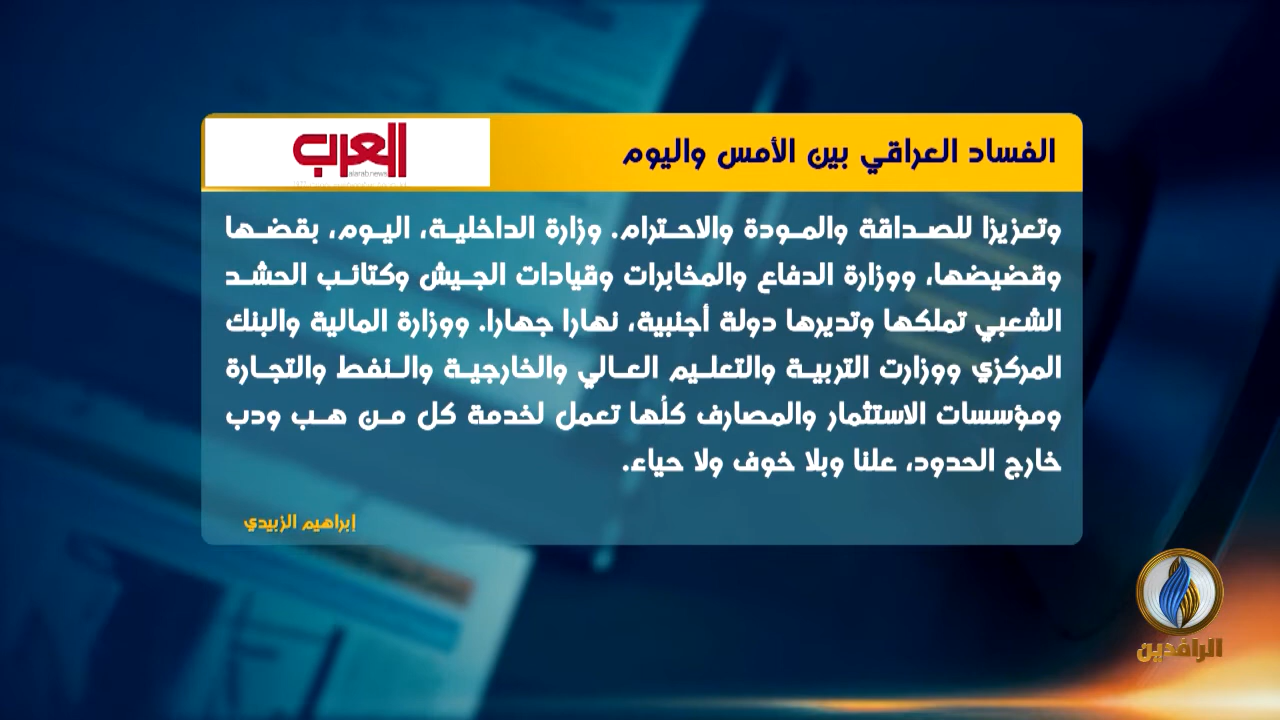 الفساد العراقي بين الأمس واليوم
العرب
alarabnews
وتعزيزا للصداقة والمودة والاحترام. وزارة الداخلية، اليوم، بقضها
وقضيضها، ووزارة الدفاع والمخابرات وقيادات الجيش وكتائب الحشد
الشعبي تملكها وتديرها دولة أجنبية، نهارا جهارا. ووزارة المالية والبنك
المركزي ووزارت التربية والتعليم العالي والخارجية والنفط والتجارة
ومؤسسات الاستثمار والمصارف كلُها تعمل لخدمة كل من هب ودب
خارج الحدود، علنا وبلا خوف ولا حياء.
إبراهيم الزبيدي
الرافدين